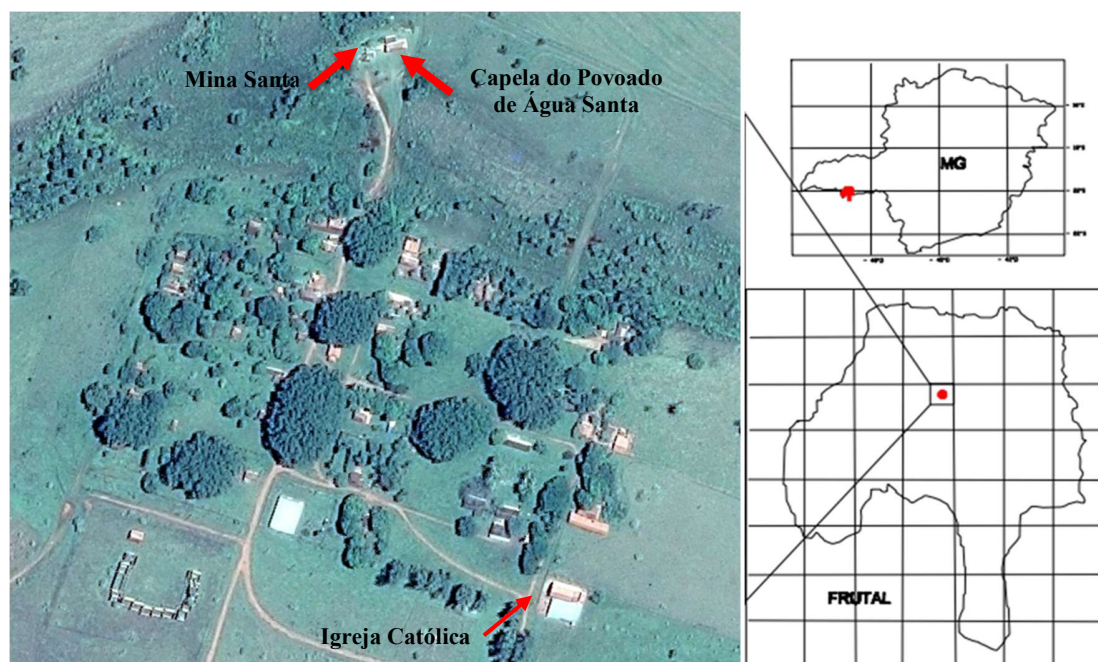 Mina Santa
Capela do Povoado
de Água Santa
Igreja Católica
MG
FRUTAL